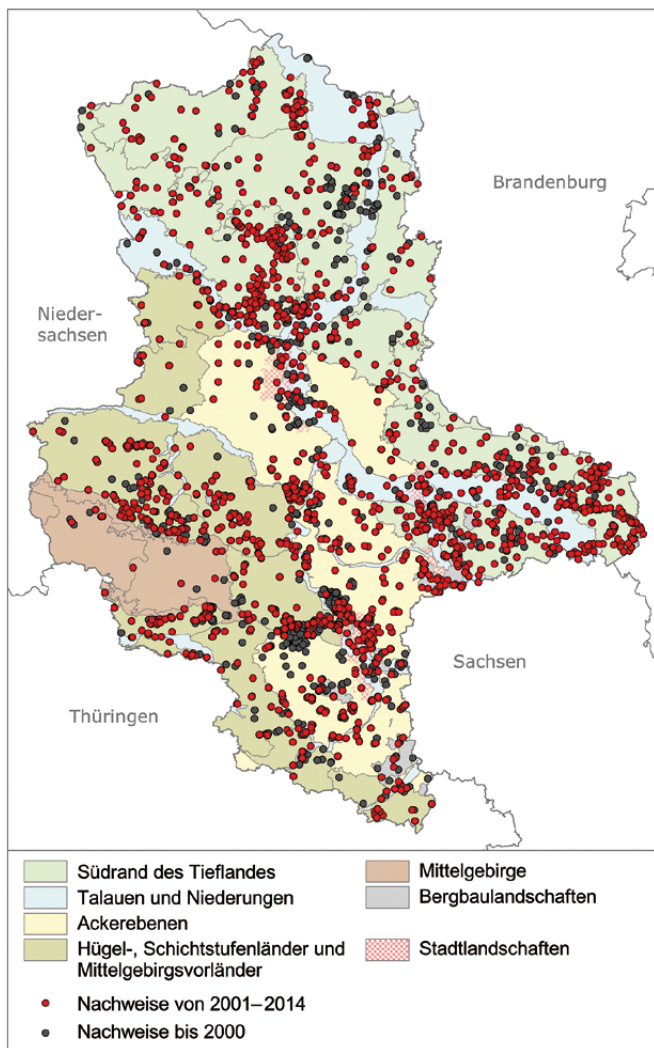 Brandenburg
Nieder-
sachsen
Sachsen
Thüringen
Südrand des Tieflandes
Talauen und Niederungen
Ackerebenen
Hügel-, Schichtstufenländer und
Mittelgebirgsvorländer
Mittelgebirge
Bergbaulandschaften
Stadtlandschaften
Nachweise von 2001–2014
Nachweise bis 2000